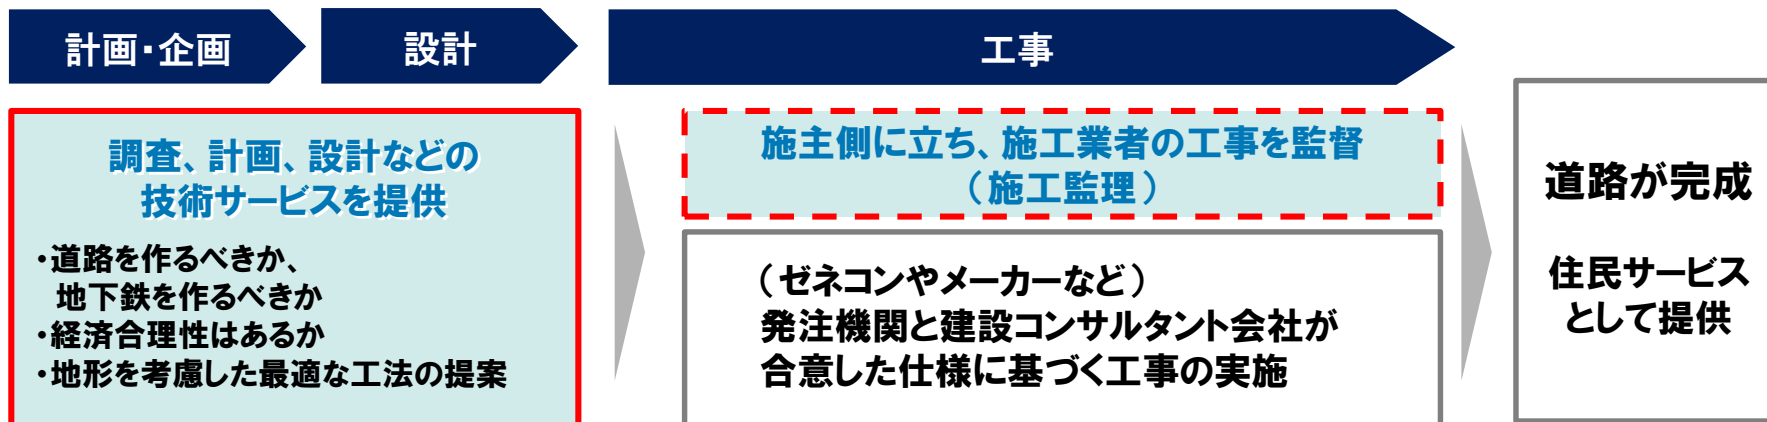 計画・企画
設計
工事
調査、計画、設計などの
技術サービスを提供
・道路を作るべきか、
地下鉄を作るべきか
・経済合理性はあるか
・地形を考慮した最適な工法の提案
施主側に立ち、施工業者の工事を監督
（施工監理）
（ゼネコンやメーカーなど）
発注機関と建設コンサルタント会社が
合意した仕様に基づく工事の実施
道路が完成
住民サービス
として提供